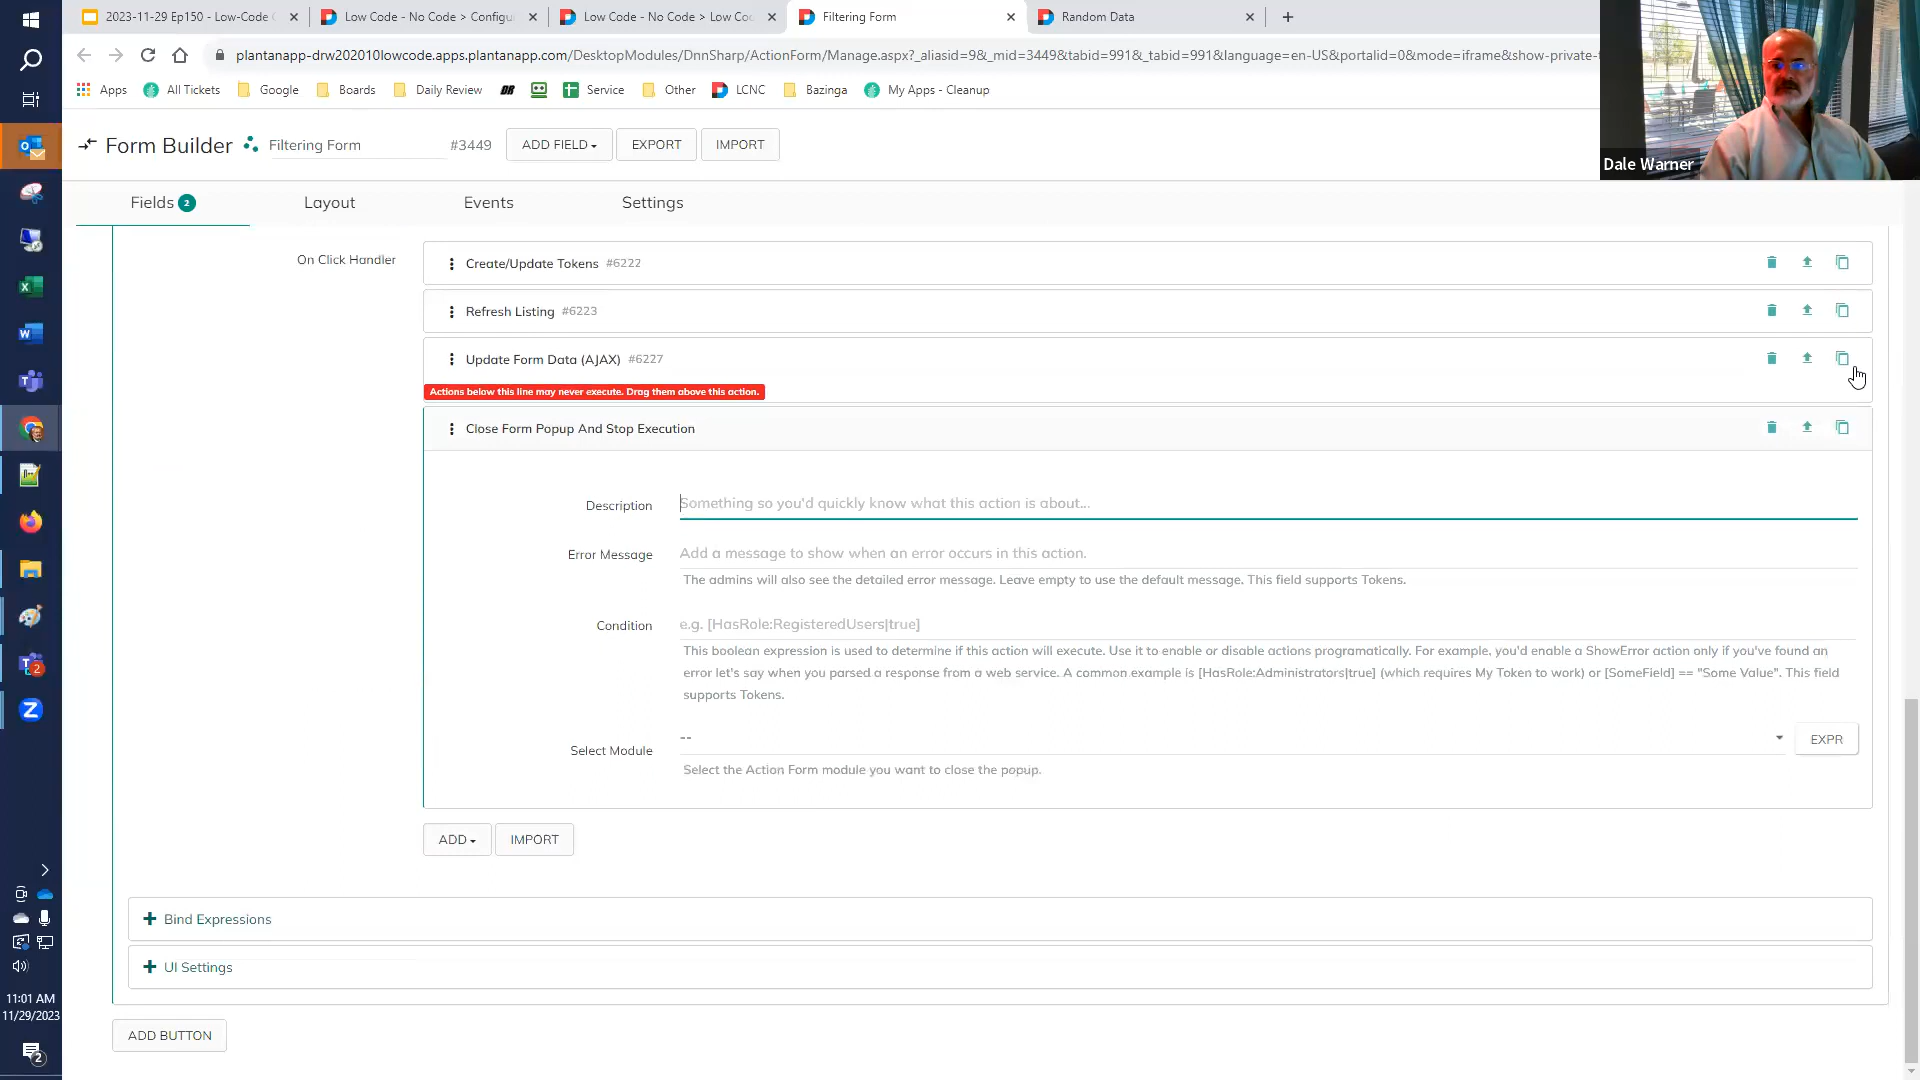 2023-11-29 Ep150 - Low-Code
Low Code - No Code > Configu
Low Code - No Code > Low Co
Filtering Form
Random Data
plantanapp-drw202010lowcode.apps.plantanapp.com/DesktopModules/DnnSharp/ActionForm/Manage.aspx?_aliasid=9&_mid=3449&tabid=991&_tabid=991&language=en-US&portalid=0&mode=iframe&show-private-
Apps
All Tickets
Google
Boards
Daily Review
Service
Other
LCNC
Bazinga
My Apps - Cleanup
Form Builder
Filtering Form
#3449
ADD FIELD
EXPORT
IMPORT
Dale Warner
Fields 2
Layout
Events
Settings
On Click Handler
Create/Update Tokens #6222
Refresh Listing #6223
Update Form Data (AJAX) #6227
Actions below this line may never execute. Drag them above this action.
Close Form Popup And Stop Execution
Description
Something so you'd quickly know what this action is about...
Error Message
Add a message to show when an error occurs in this action.
The admins will also see the detailed error message. Leave empty to use the default message. This field supports Tokens.
Condition
e.g. [HasRole:RegisteredUsers|true]
This boolean expression is used to determine if this action will execute. Use it to enable or disable actions programatically. For example, you'd enable a ShowError action only if you've found an
error let's say when you parsed a response from a web service. A common example is [HasRole:Administrators|true] (which requires My Token to work) or [SomeField] == "Some Value". This field
supports Tokens.
Select Module
--
EXPR
Select the Action Form module you want to close the popup.
ADD
IMPORT
Bind Expressions
UI Settings
ADD BUTTON
11:01 AM
11/29/2023
2